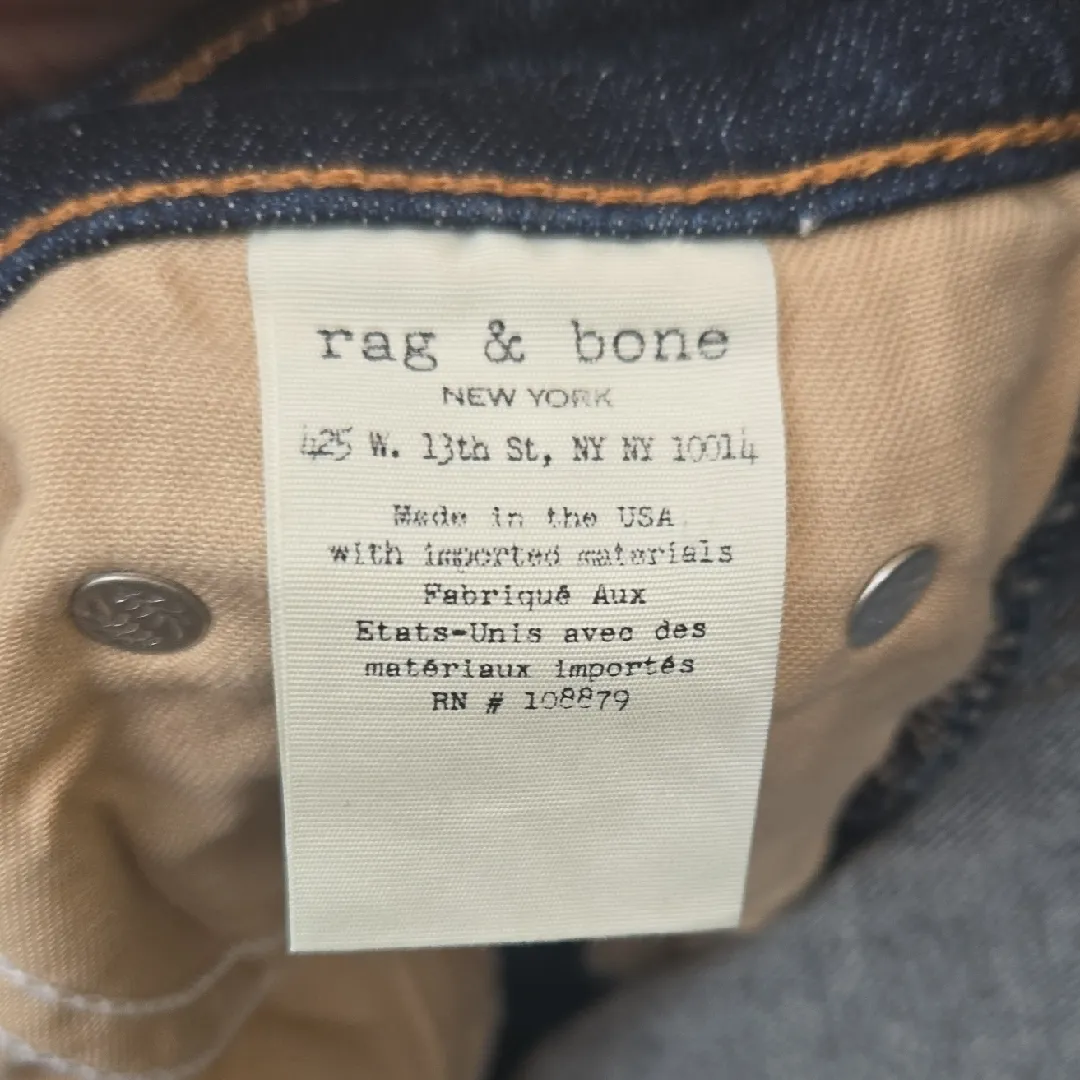 rag & bone
NEW YORK
425 W. 13th St, NY NY 10014
Made in the USA
with imported materials
Fabriqué Aux
Etats-Unis avec des
matériaux importés
RN # 108879